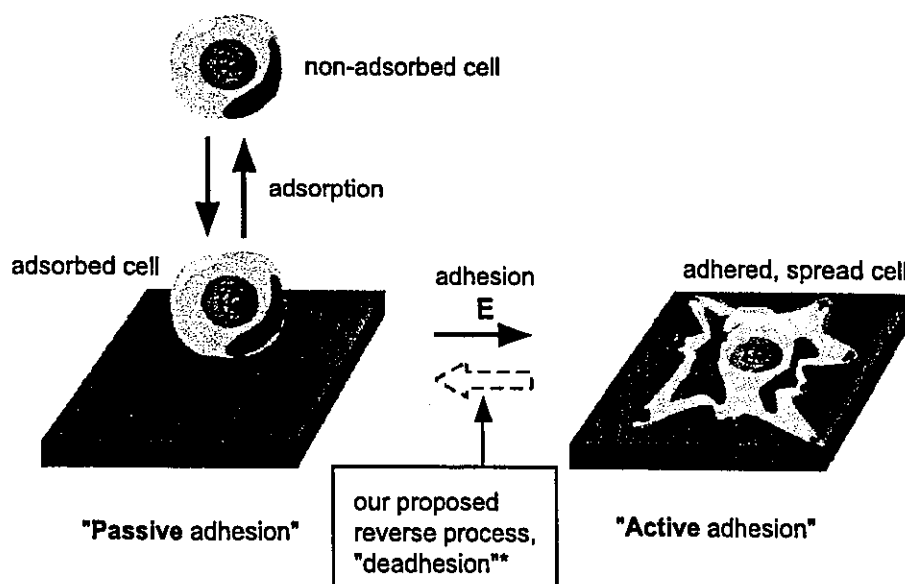 non-adsorbed cell
adsorption
adsorbed cell
adhesion
E
adhered, spread cell
"Passive adhesion"
our proposed
reverse process,
"deadhesion"*
"Active adhesion"